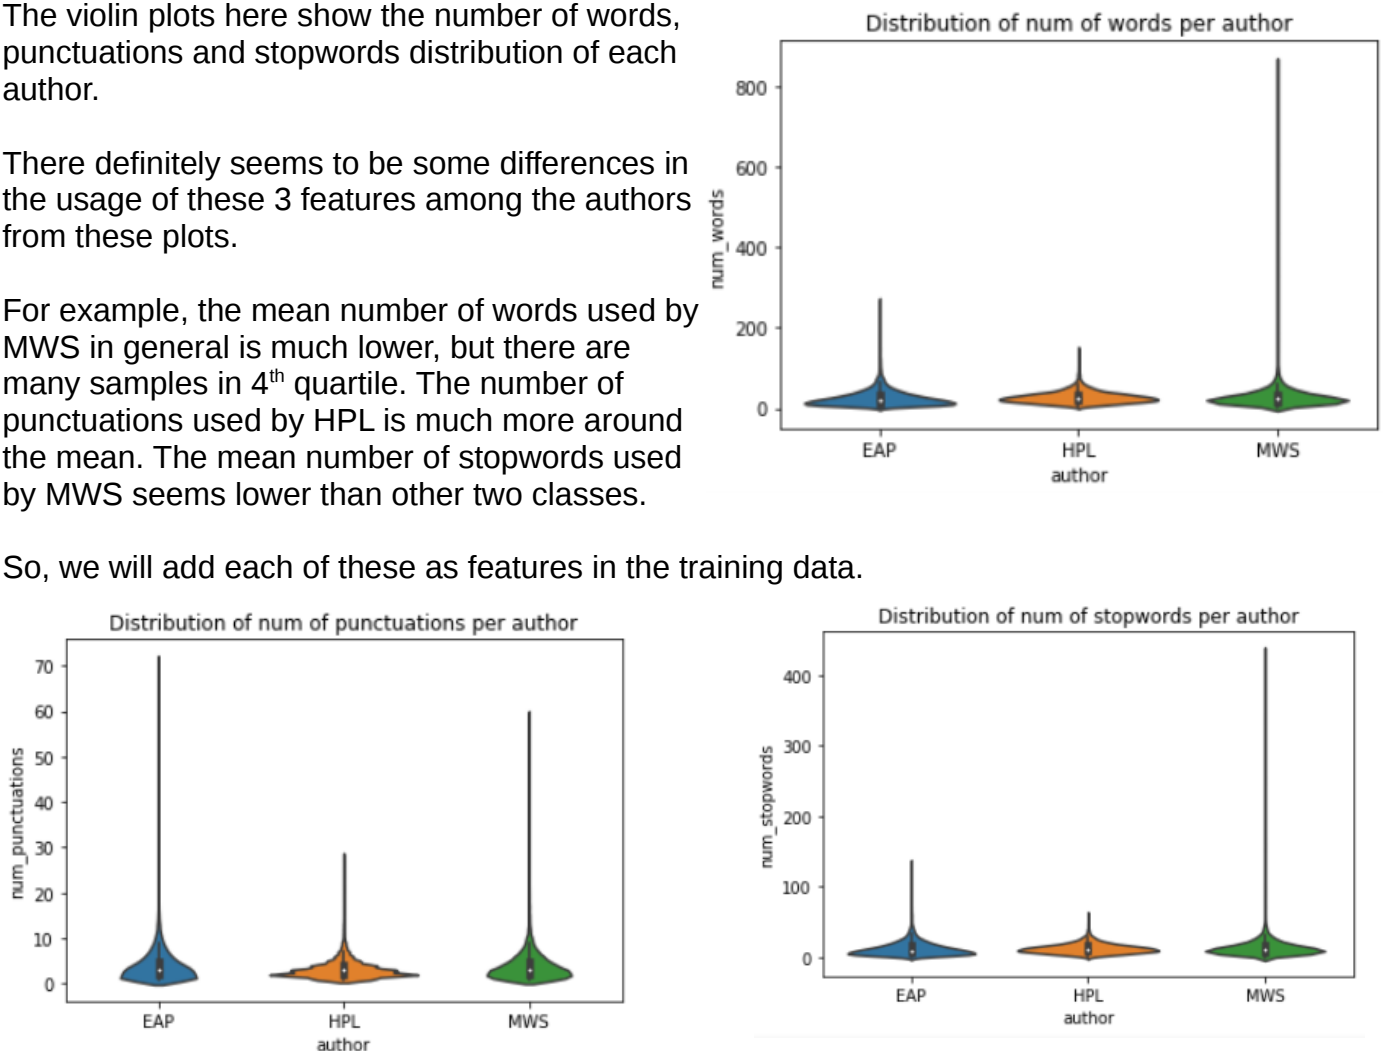 The violin plots here show the number of words,
punctuations and stopwords distribution of each
author.
There definitely seems to be some differences in
the usage of these 3 features among the authors
from these plots.
For example, the mean number of words used by
MWS in general is much lower, but there are
many samples in 4th quartile. The number of
punctuations used by HPL is much more around
the mean. The mean number of stopwords used
by MWS seems lower than other two classes.
So, we will add each of these as features in the training data.
Distribution of num of words per author
num_words
800
600
400
200
0
EAP HPL MWS
author
Distribution of num of punctuations per author
num_punctuations
70
60
50
40
30
20
10
0
EAP HPL MWS
author
Distribution of num of stopwords per author
num_stopwords
400
300
200
100
0
EAP HPL MWS
author